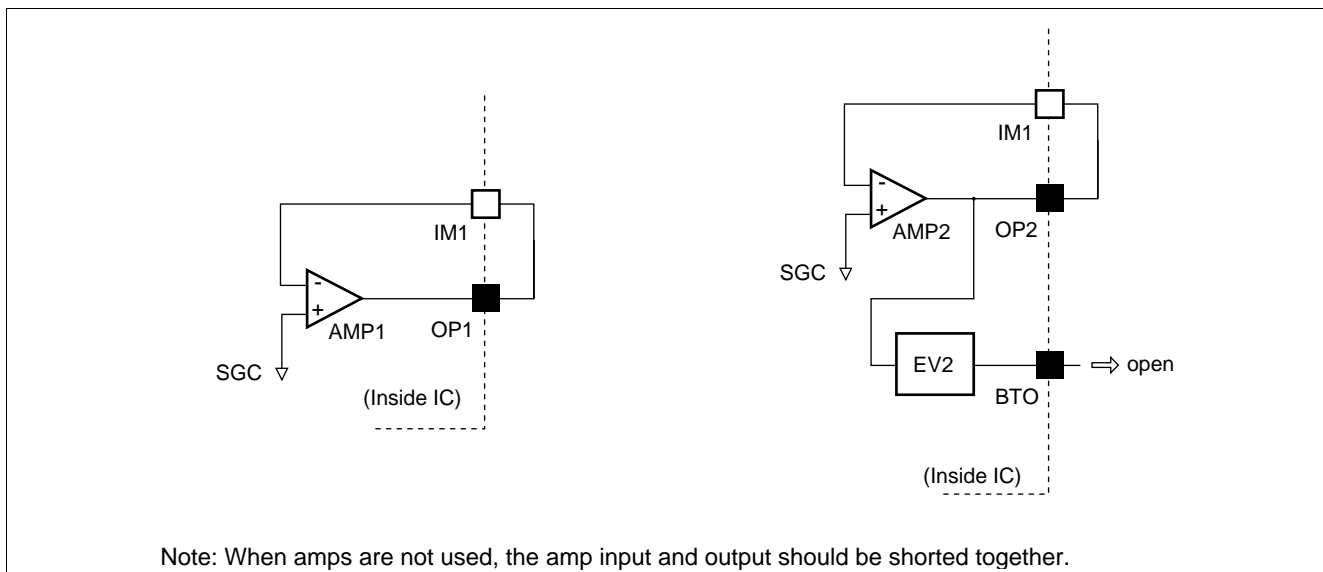 IM1
-
+
AMP1
OP1
SGC
(Inside IC)
IM1
-
+
AMP2
OP2
SGC
EV2
open
BTO
(Inside IC)
Note: When amps are not used, the amp input and output should be shorted together.